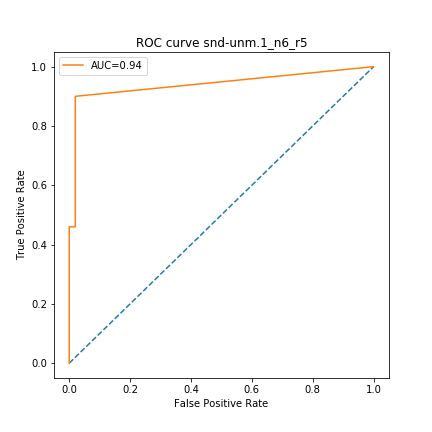 ROC curve snd-unm.1_n6_r5
AUC=0.94
True Positive Rate
1.0
0.8
0.6
0.4
0.2
0.0
0.0 0.2 0.4 0.6 0.8 1.0
False Positive Rate